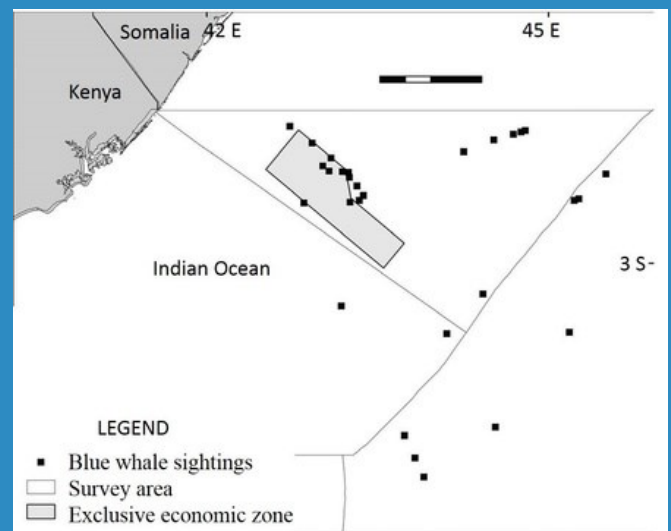 Somalia
42 E
45 E
Kenya
Indian Ocean
3 S-
LEGEND
Blue whale sightings
Survey area
Exclusive economic zone